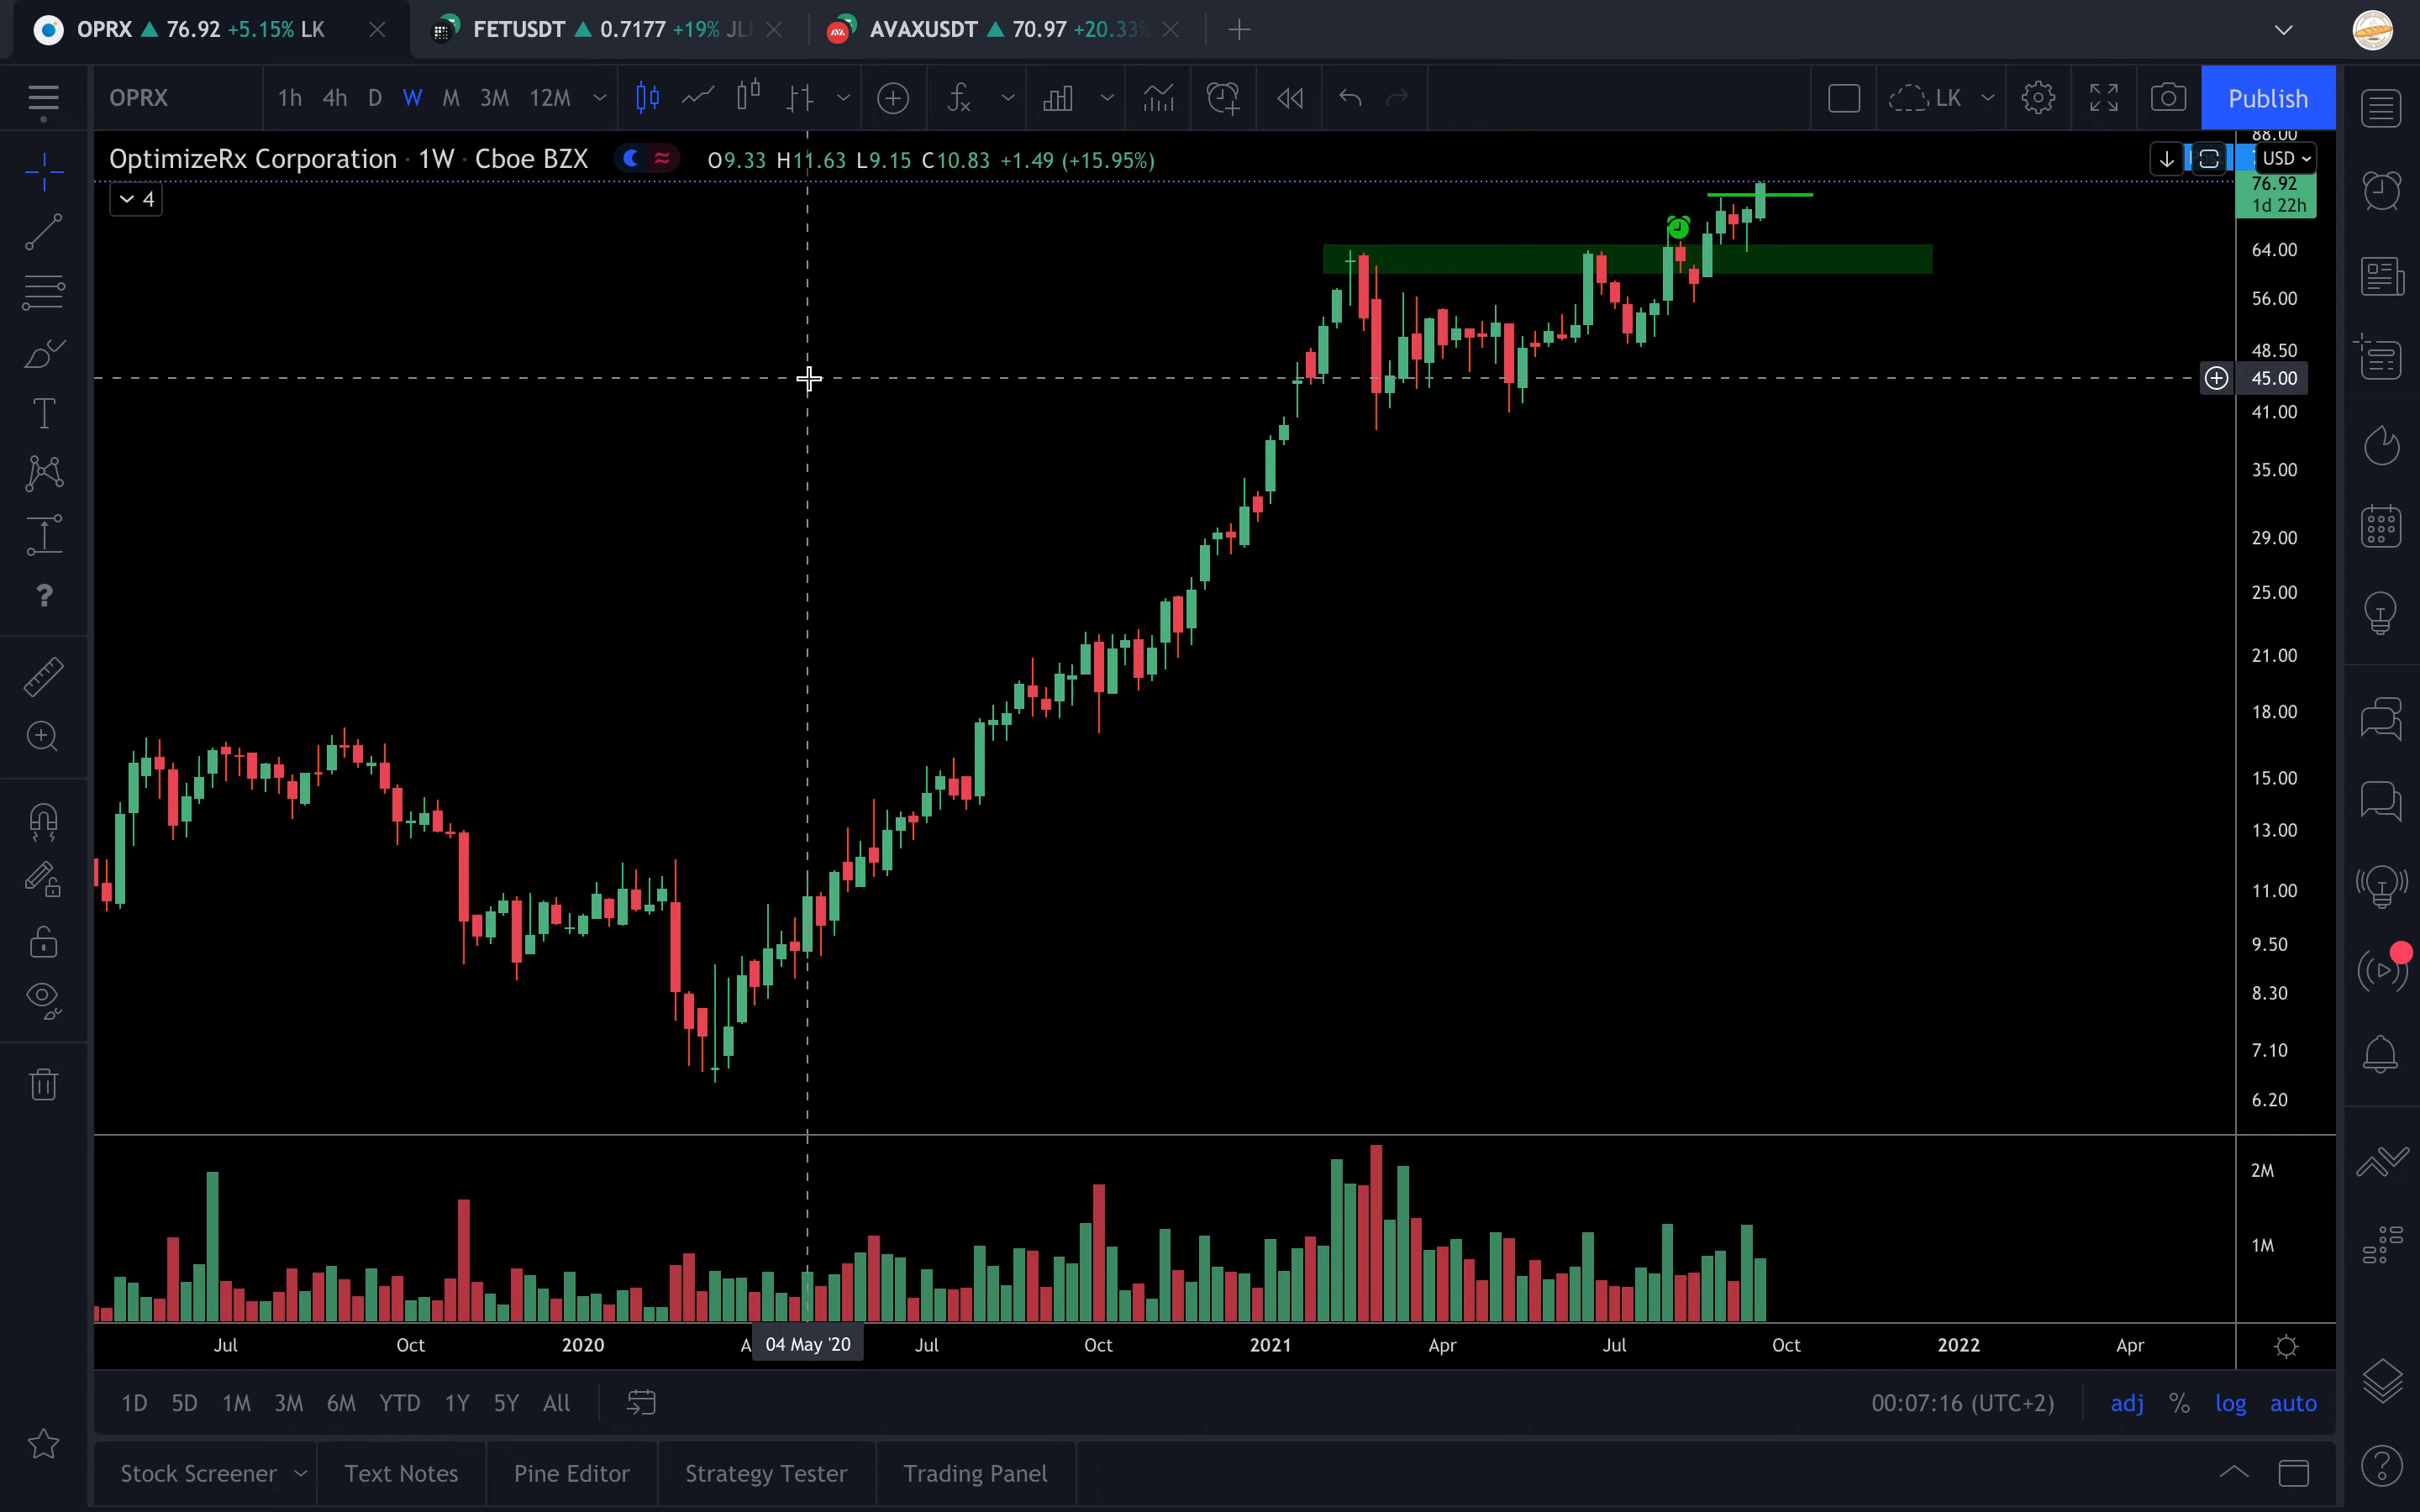 OPRX 76.92 +5.15% LK FETUSDT 0.7177 +19% AVAXUSDT 70.97 +20.33%
OPRX 1h 4h D W M 3M 12M LK Publish
OptimizeRx Corporation · 1W · Cboe BZX O9.33 H11.63 L9.15 C10.83 +1.49 (+15.95%) USD
4
88.00
76.92
1d 22h
64.00
56.00
48.50
45.00
41.00
35.00
29.00
25.00
21.00
18.00
15.00
13.00
11.00
9.50
8.30
7.10
6.20
2M
1M
Jul Oct 2020 A 04 May '20 Jul Oct 2021 Apr Jul Oct 2022 Apr
1D 5D 1M 3M 6M YTD 1Y 5Y All 00:07:16 (UTC+2) adj % log auto
Stock Screener Text Notes Pine Editor Strategy Tester Trading Panel